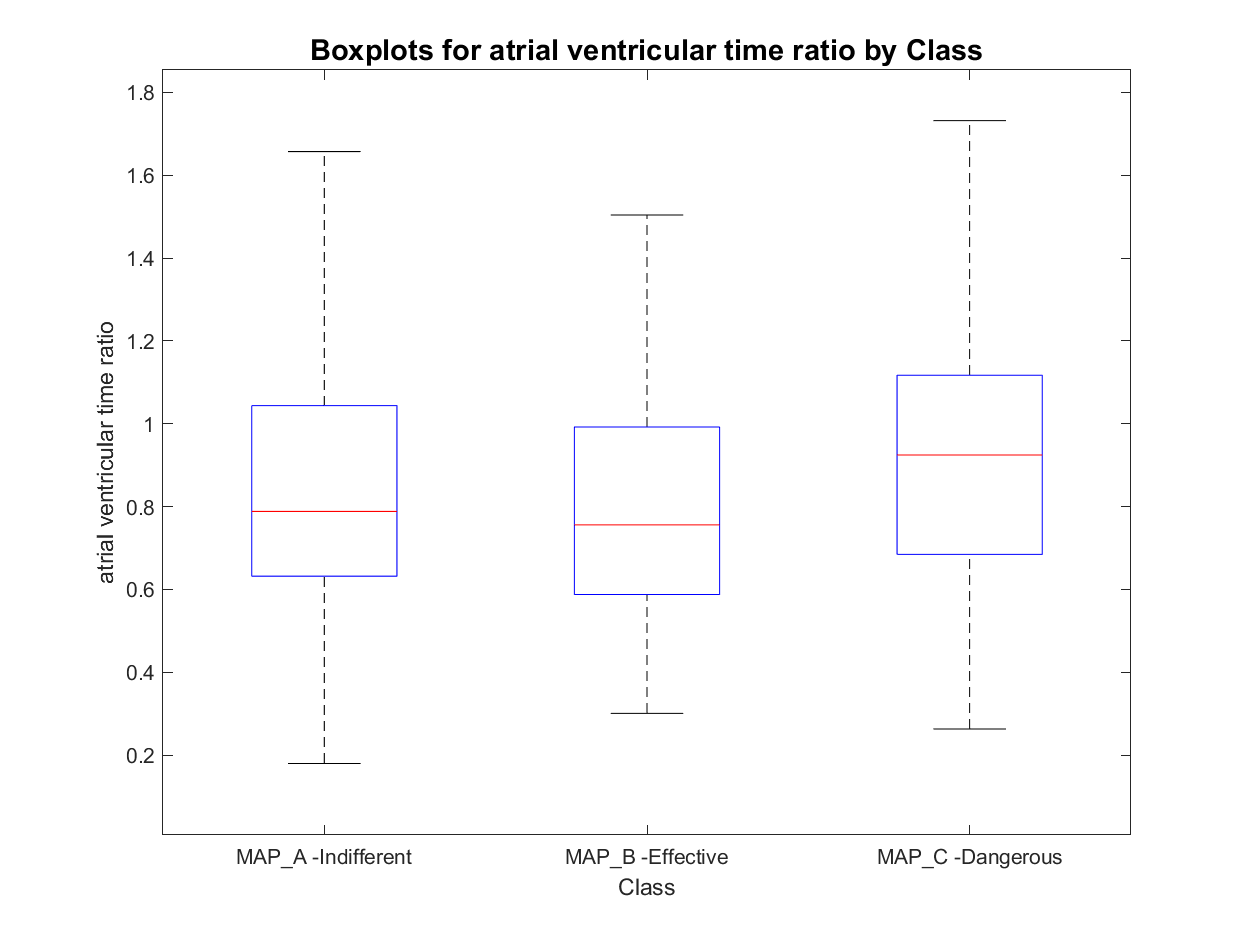 Boxplots for atrial ventricular time ratio by Class
1.8
1.6
1.4
1.2
1
0.8
0.6
0.4
0.2
atrial ventricular time ratio
MAP_A -Indifferent
MAP_B -Effective
MAP_C -Dangerous
Class